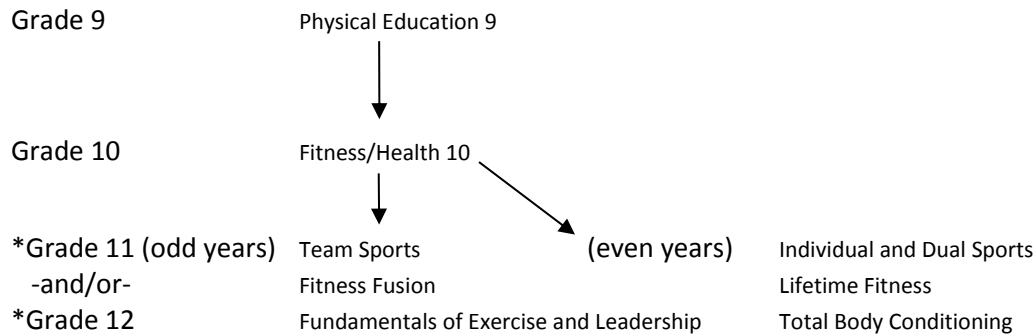 Grade 9 Physical Education 9
Grade 10 Fitness/Health 10
*Grade 11 (odd years) Team Sports (even years) Individual and Dual Sports
-and/or- Fitness Fusion Lifetime Fitness
*Grade 12 Fundamentals of Exercise and Leadership Total Body Conditioning